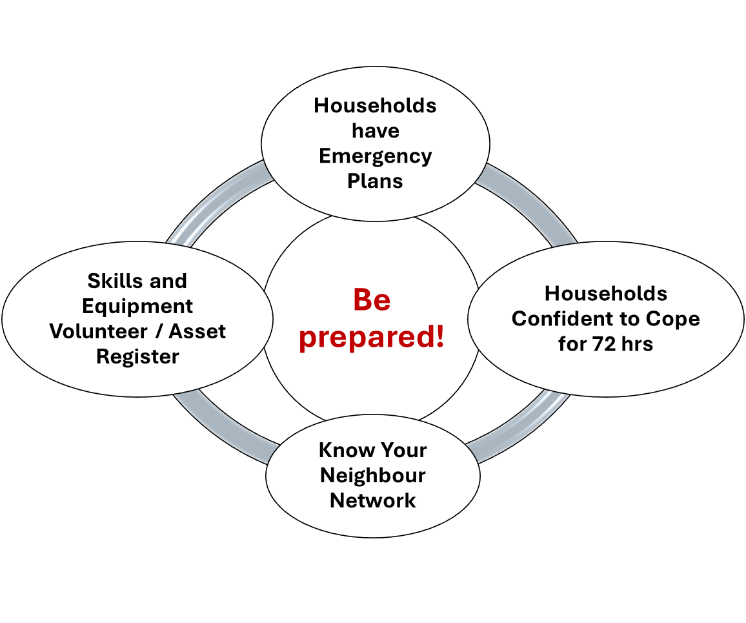 Households
have
Emergency
Plans
Skills and
Equipment
Volunteer / Asset
Register
Be
prepared!
Households
Confident to Cope
for 72 hrs
Know Your
Neighbour
Network